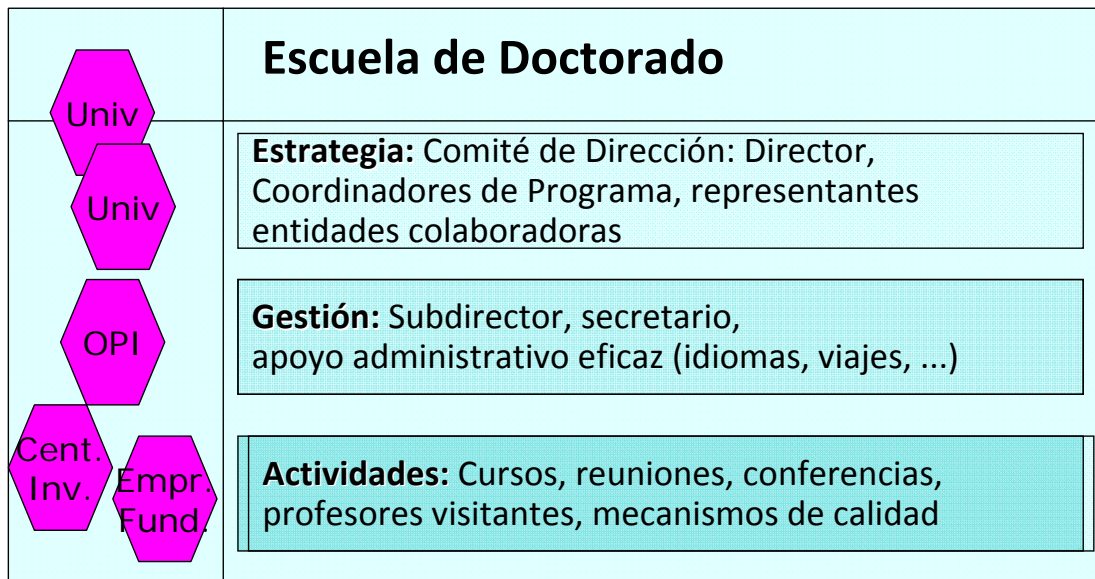 Escuela de Doctorado
Univ
Univ
OPI
Cent.
Inv.
Empr.
Fund.
Estrategia: Comité de Dirección: Director,
Coordinadores de Programa, representantes
entidades colaboradoras
Gestión: Subdirector, secretario,
apoyo administrativo eficaz (idiomas, viajes, ...)
Actividades: Cursos, reuniones, conferencias,
profesores visitantes, mecanismos de calidad